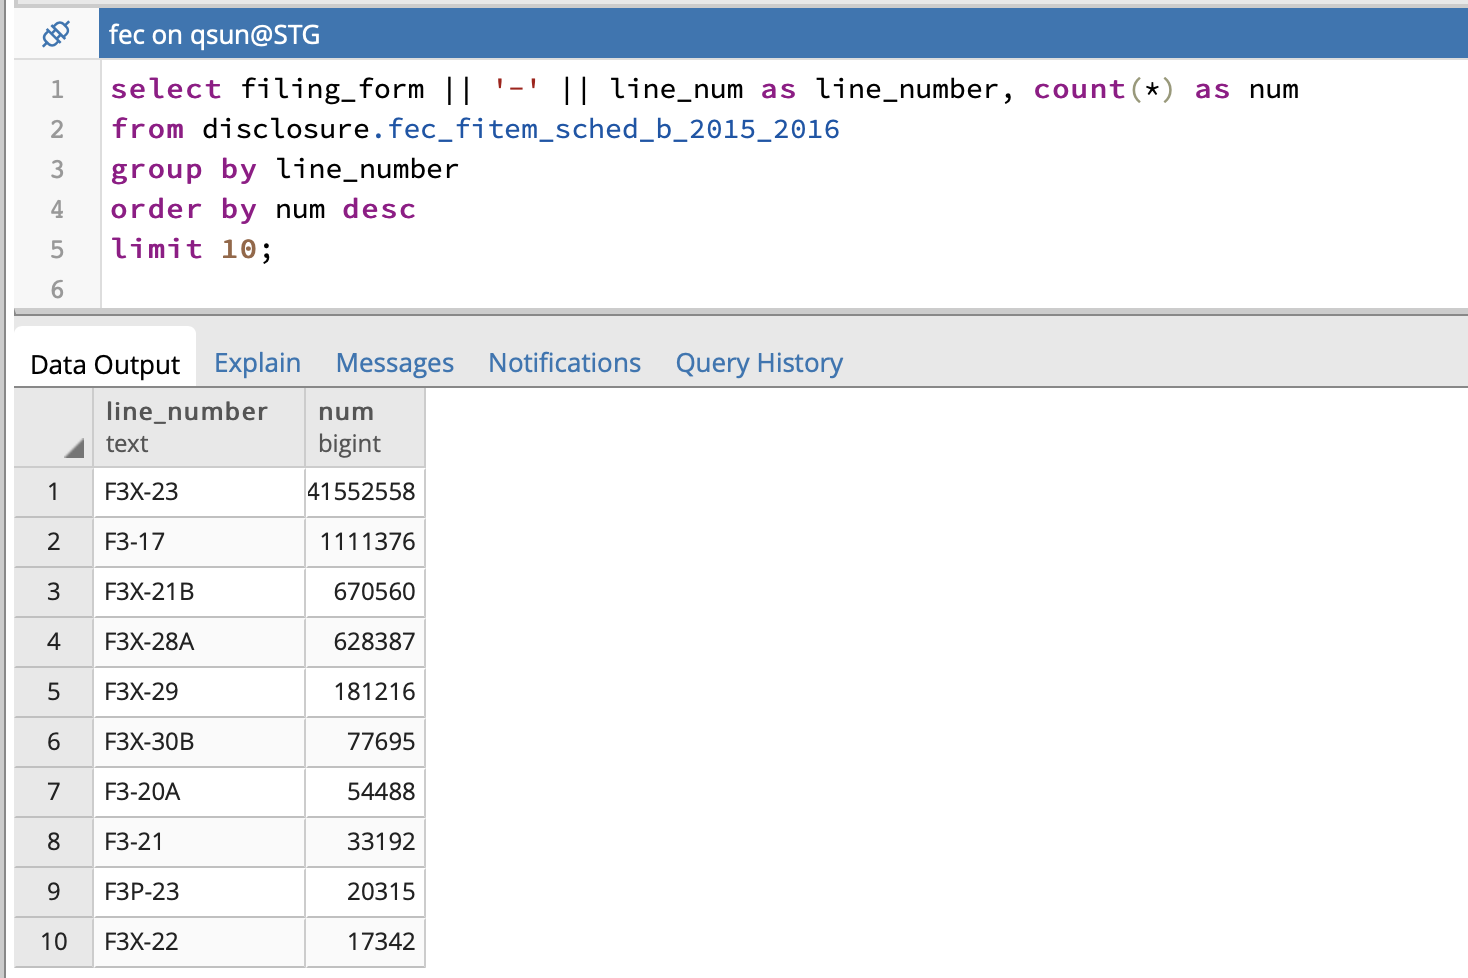 fec on qsun@STG
1 select filing_form || '-' || line_num as line_number, count(*) as num
2 from disclosure.fec_fitem_sched_b_2015_2016
3 group by line_number
4 order by num desc
5 limit 10;
6
Data Output Explain Messages Notifications Query History
line_number num
text bigint
1 F3X-23 41552558
2 F3-17 1111376
3 F3X-21B 670560
4 F3X-28A 628387
5 F3X-29 181216
6 F3X-30B 77695
7 F3-20A 54488
8 F3-21 33192
9 F3P-23 20315
10 F3X-22 17342